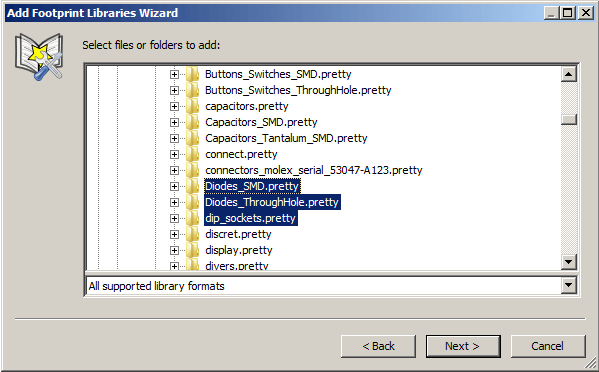 Add Footprint Libraries Wizard
Select files or folders to add:
Buttons_Switches_SMD.pretty
Buttons_Switches_ThroughHole.pretty
capacitors.pretty
Capacitors_SMD.pretty
Capacitors_Tantalum_SMD.pretty
connect.pretty
connectors_molex_serial_53047-A123.pretty
Diodes_SMD.pretty
Diodes_ThroughHole.pretty
dip_sockets.pretty
discret.pretty
display.pretty
divers.pretty
All supported library formats
< Back Next > Cancel